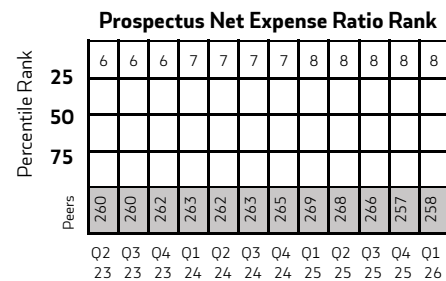 Prospectus Net Expense Ratio Rank
Percentile Rank
6 6 6 7 7 7 7 8 8 8 8 8
25
50
75
Peers
260 260 262 263 262 263 265 269 268 266 257 258
Q2 Q3 Q4 Q1 Q2 Q3 Q4 Q1 Q2 Q3 Q4 Q1
23 23 23 24 24 24 24 25 25 25 25 26